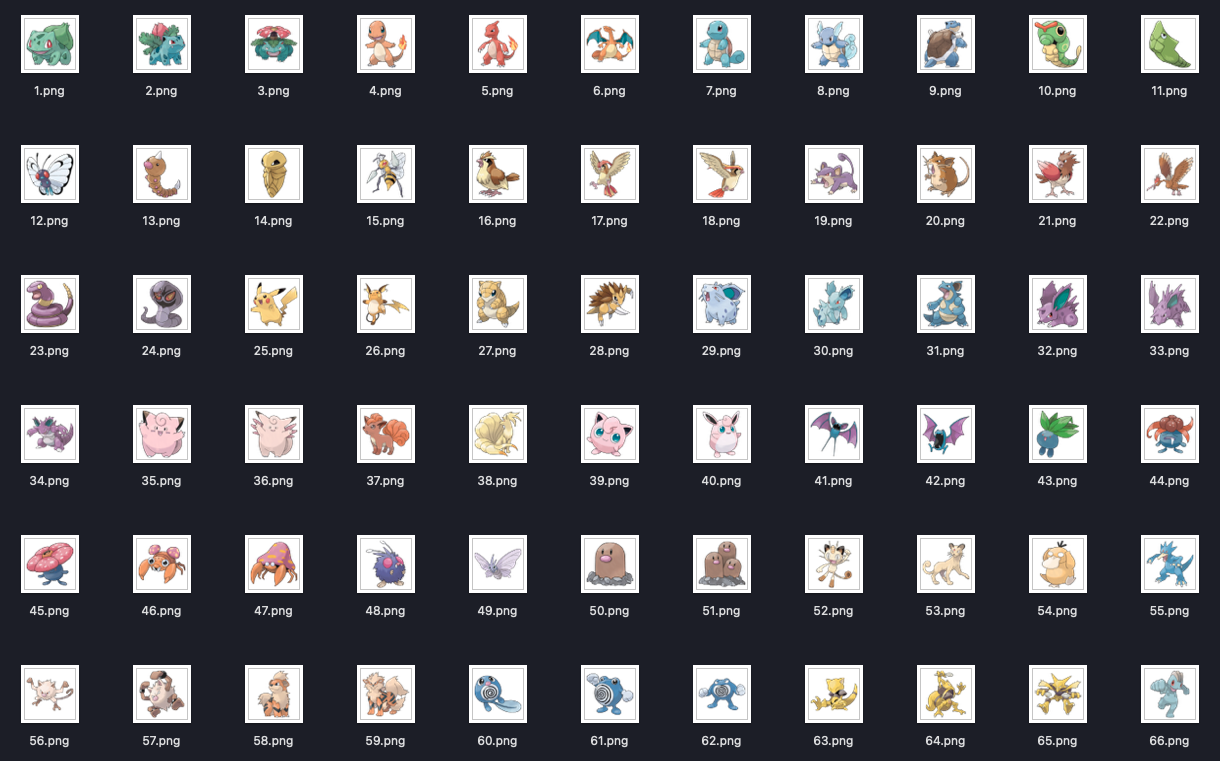 1.png 2.png 3.png 4.png 5.png 6.png 7.png 8.png 9.png 10.png 11.png
12.png 13.png 14.png 15.png 16.png 17.png 18.png 19.png 20.png 21.png 22.png
23.png 24.png 25.png 26.png 27.png 28.png 29.png 30.png 31.png 32.png 33.png
34.png 35.png 36.png 37.png 38.png 39.png 40.png 41.png 42.png 43.png 44.png
45.png 46.png 47.png 48.png 49.png 50.png 51.png 52.png 53.png 54.png 55.png
56.png 57.png 58.png 59.png 60.png 61.png 62.png 63.png 64.png 65.png 66.png